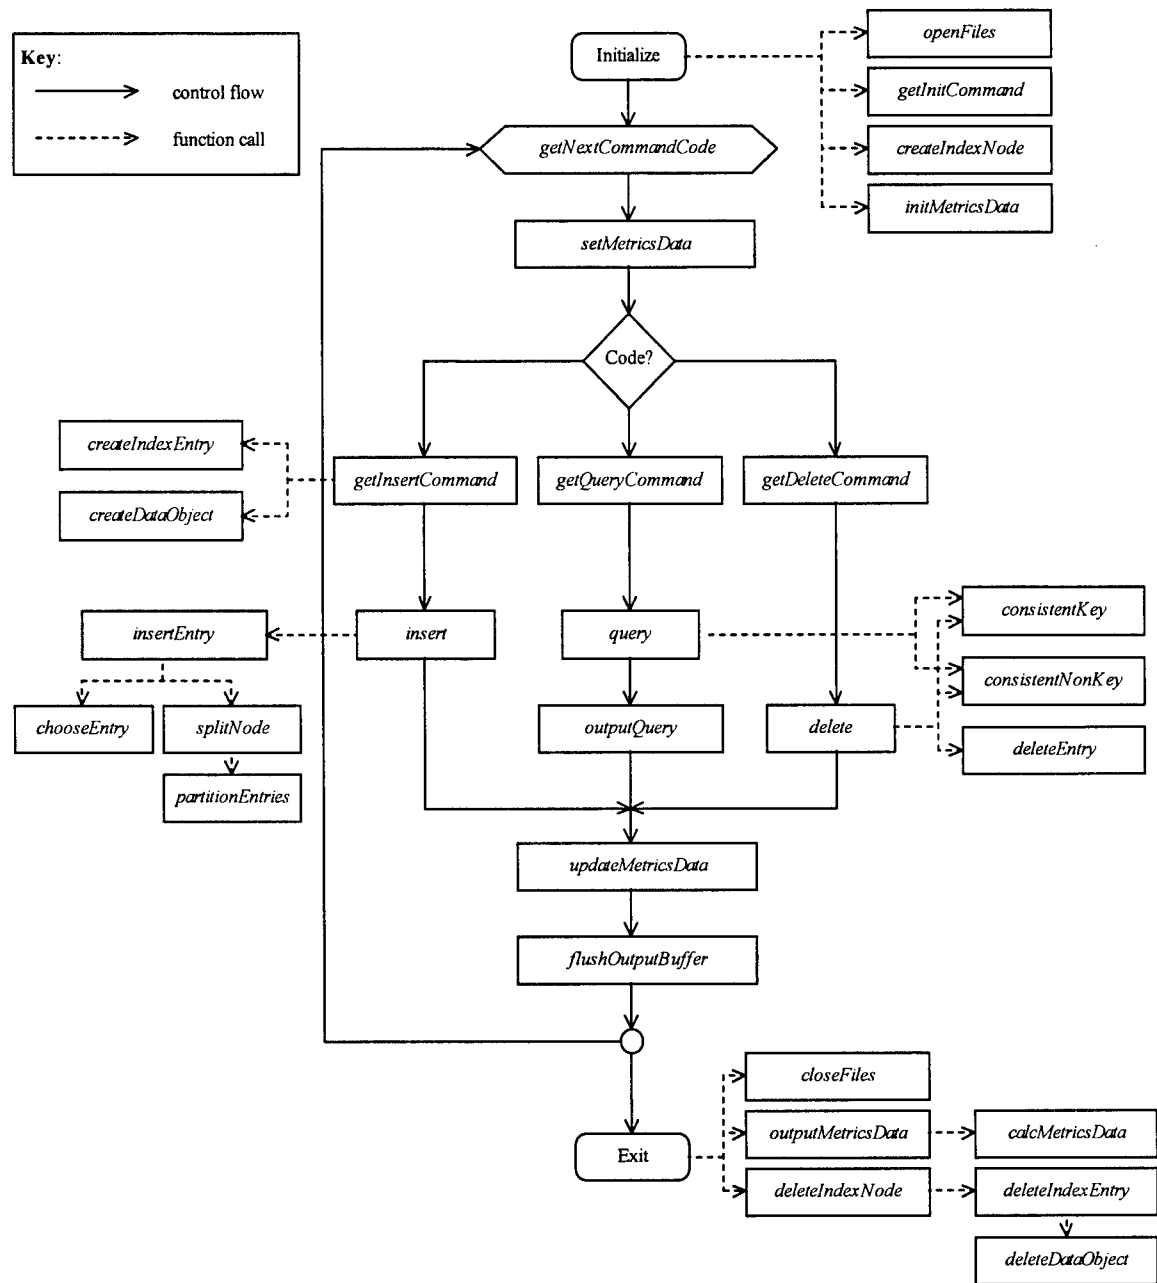 Key:
control flow
function call
Initialize
openFiles
getInitCommand
createIndexNode
initMetricsData
getNextCommandCode
setMetricsData
Code?
createIndexEntry
createDataObject
getInsertCommand
getQueryCommand
getDeleteCommand
insertEntry
insert
query
consistentKey
consistentNonKey
chooseEntry
splitNode
outputQuery
delete
deleteEntry
partitionEntries
updateMetricsData
flushOutputBuffer
closeFiles
outputMetricsData
calcMetricsData
Exit
deleteIndexNode
deleteIndexEntry
deleteDataObject